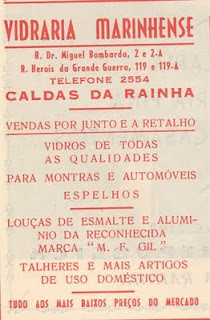 VIDRARIA MARINHENSE
R. Dr. Miguel Bombarda, 2 e 2-A
R. Herois da Grande Guerra, 119 e 119-A
TELEFONE 2554
CALDAS DA RAINHA
VENDAS POR JUNTO E A RETALHO
VIDROS DE TODAS
AS QUALIDADES
PARA MONTRAS E AUTOMÓVEIS
ESPELHOS
LOUÇAS DE ESMALTE E ALUMI-
NIO DA RECONHECIDA
MARCA "M. F. GIL"
TALHERES E MAIS ARTIGOS
DE USO DOMÉSTICO
TUDO AOS MAIS BAIXOS PREÇOS DO MERCADO